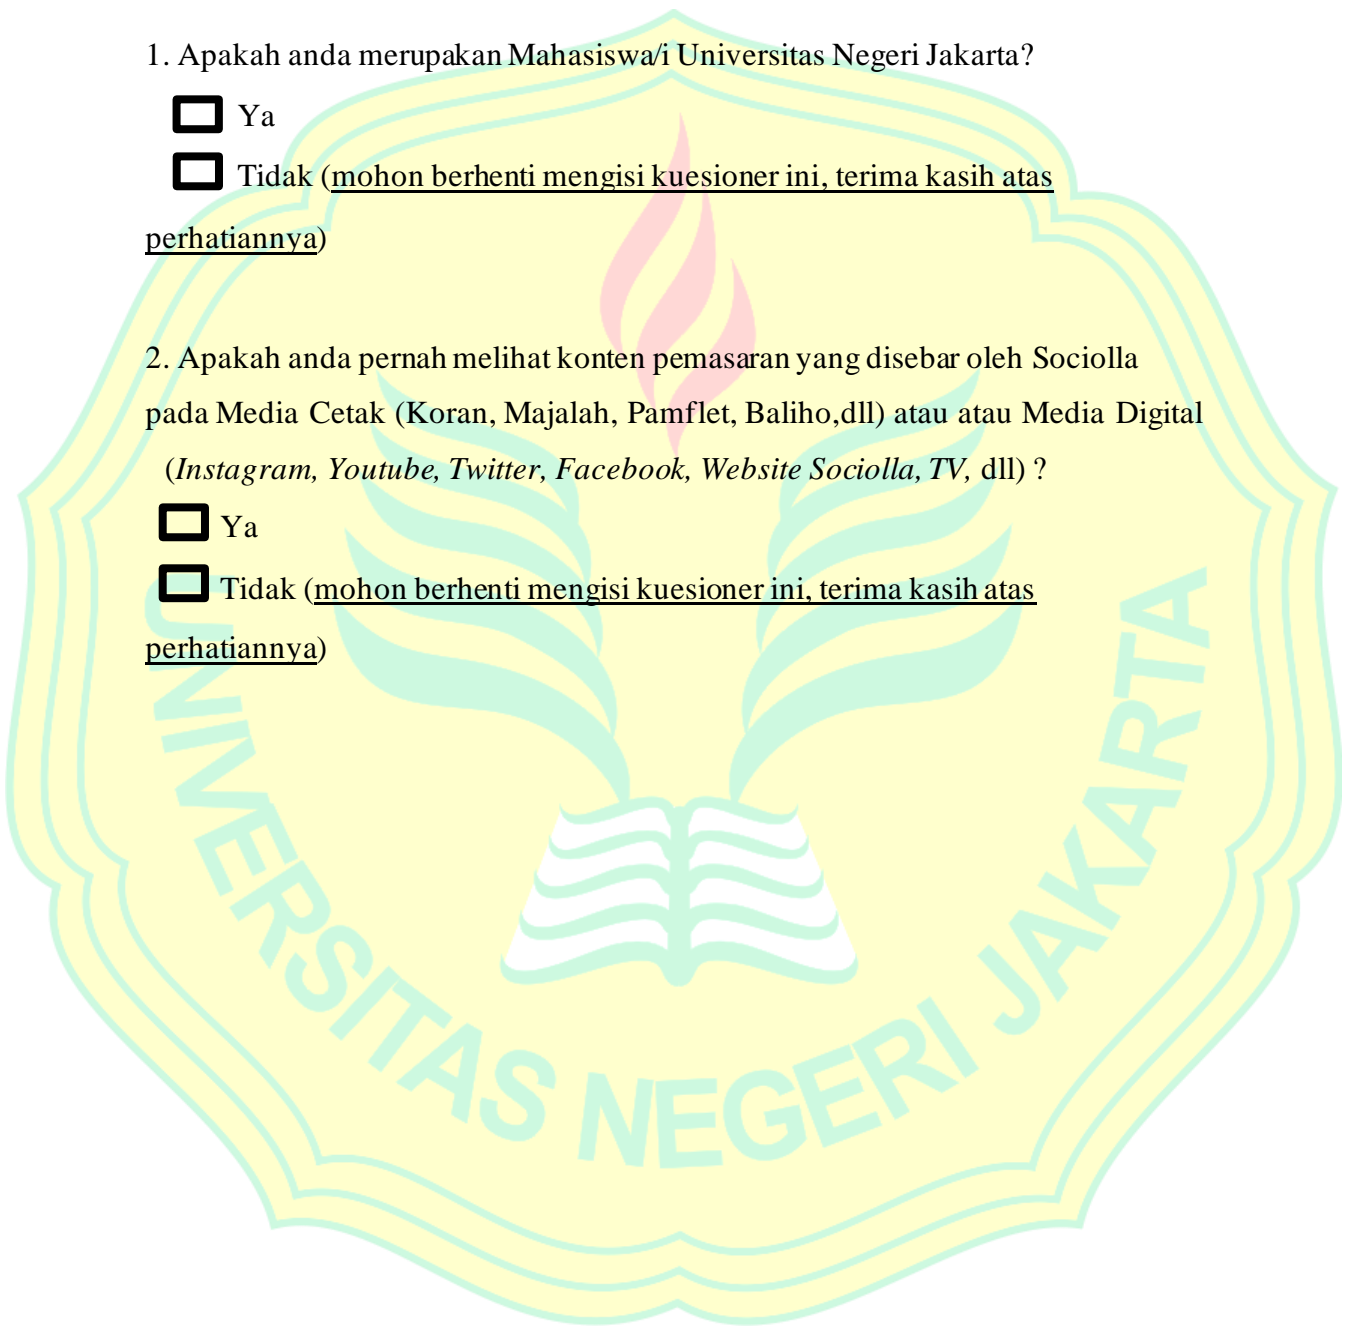 1. Apakah anda merupakan Mahasiswa/i Universitas Negeri Jakarta?
Ya
Tidak (mohon berhenti mengisi kuesioner ini, terima kasih atas
perhatiannya)
2. Apakah anda pernah melihat konten pemasaran yang disebar oleh Sociolla
pada Media Cetak (Koran, Majalah, Pamflet, Baliho,dll) atau atau Media Digital
(Instagram, Youtube, Twitter, Facebook, Website Sociolla, TV, dll) ?
Ya
Tidak (mohon berhenti mengisi kuesioner ini, terima kasih atas
perhatiannya)
UNIVERSITAS NEGERI JAKARTA